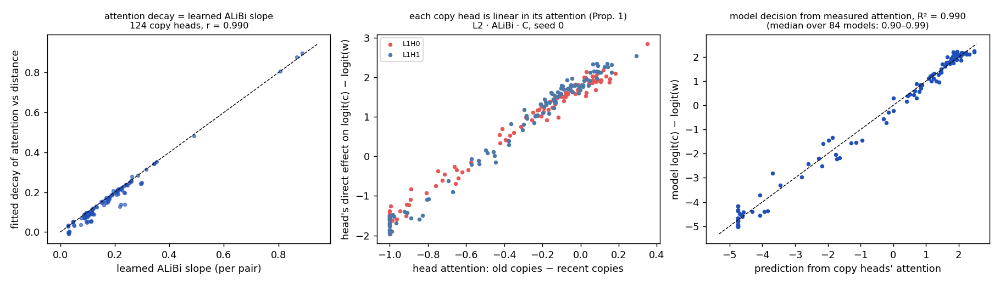 attention decay = learned ALiBi slope
124 copy heads, r = 0.990
fitted decay of attention vs distance
0.8
0.6
0.4
0.2
0.0
0.0 0.2 0.4 0.6 0.8
learned ALiBi slope (per pair)
each copy head is linear in its attention (Prop. 1)
L2 · ALiBi · C, seed 0
head's direct effect on logit(c) − logit(w)
L1H0
L1H1
3
2
1
0
−1
−2
−1.0 −0.8 −0.6 −0.4 −0.2 0.0 0.2 0.4
head attention: old copies − recent copies
model decision from measured attention, R² = 0.990
(median over 84 models: 0.90–0.99)
model logit(c) − logit(w)
2
1
0
−1
−2
−3
−4
−5
−5 −4 −3 −2 −1 0 1 2
prediction from copy heads' attention